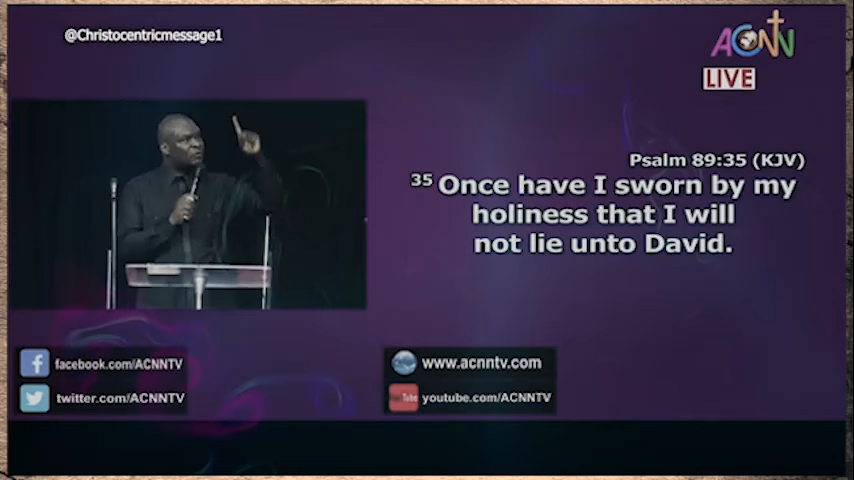 @Christocentricmessage1
ACNN
LIVE
Psalm 89:35 (KJV)
35 Once have I sworn by my
holiness that I will
not lie unto David.
facebook.com/ACNNTV
www.acnntv.com
twitter.com/ACNNTV
YouTube youtube.com/ACNNTV